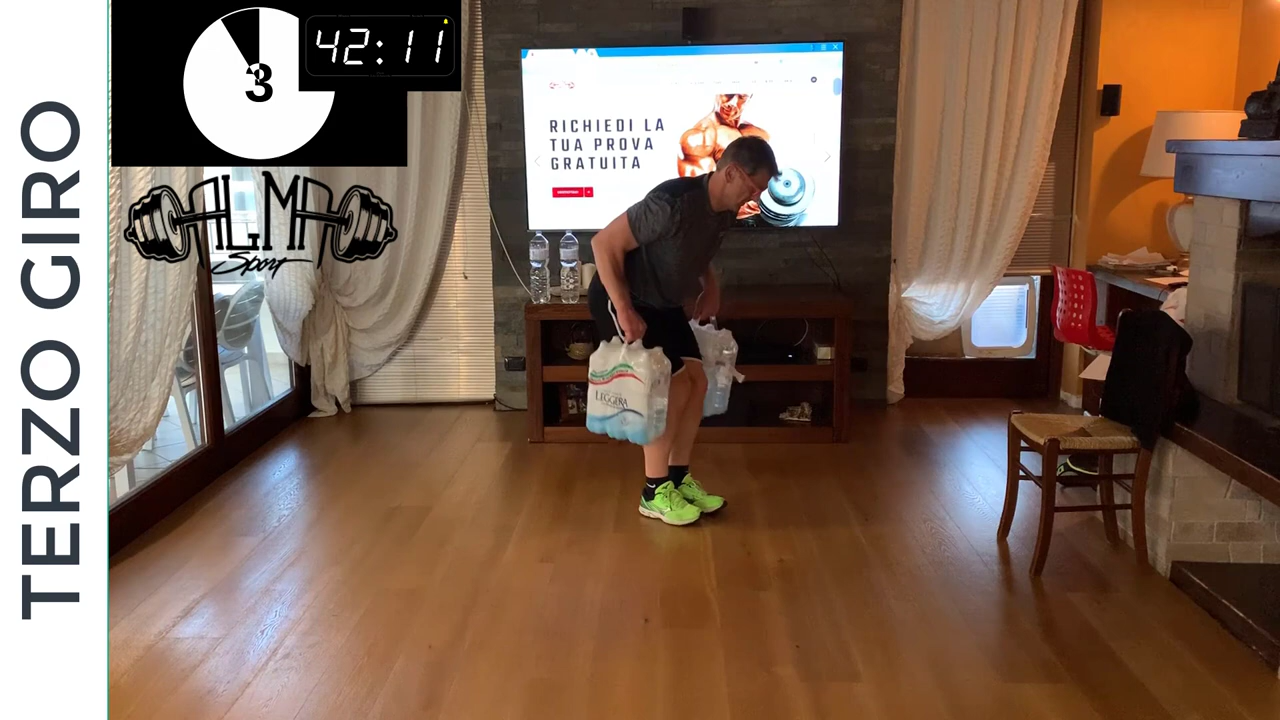 TERZO GIRO
3
42:11
ALMA
Sport
RICHIEDI LA
TUA PROVA
GRATUITA
LEGGERA